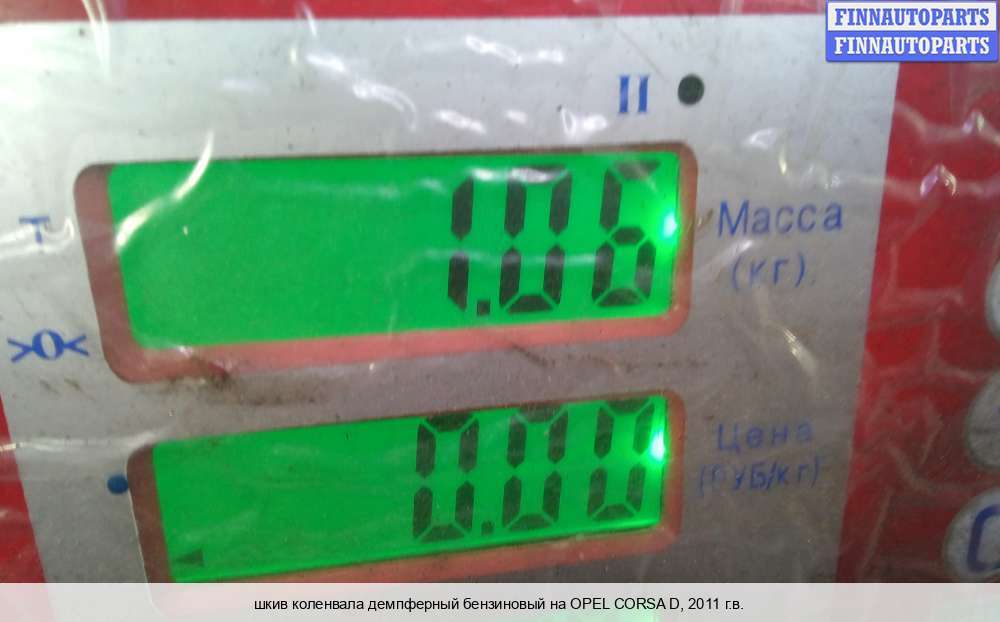 FINNAUTOPARTS
FINNAUTOPARTS
II
1.06
Т
Масса
(кг)
>0<
0.00
Цена
(РУБ/кг)
шкив коленвала демпферный бензиновый на OPEL CORSA D, 2011 г.в.